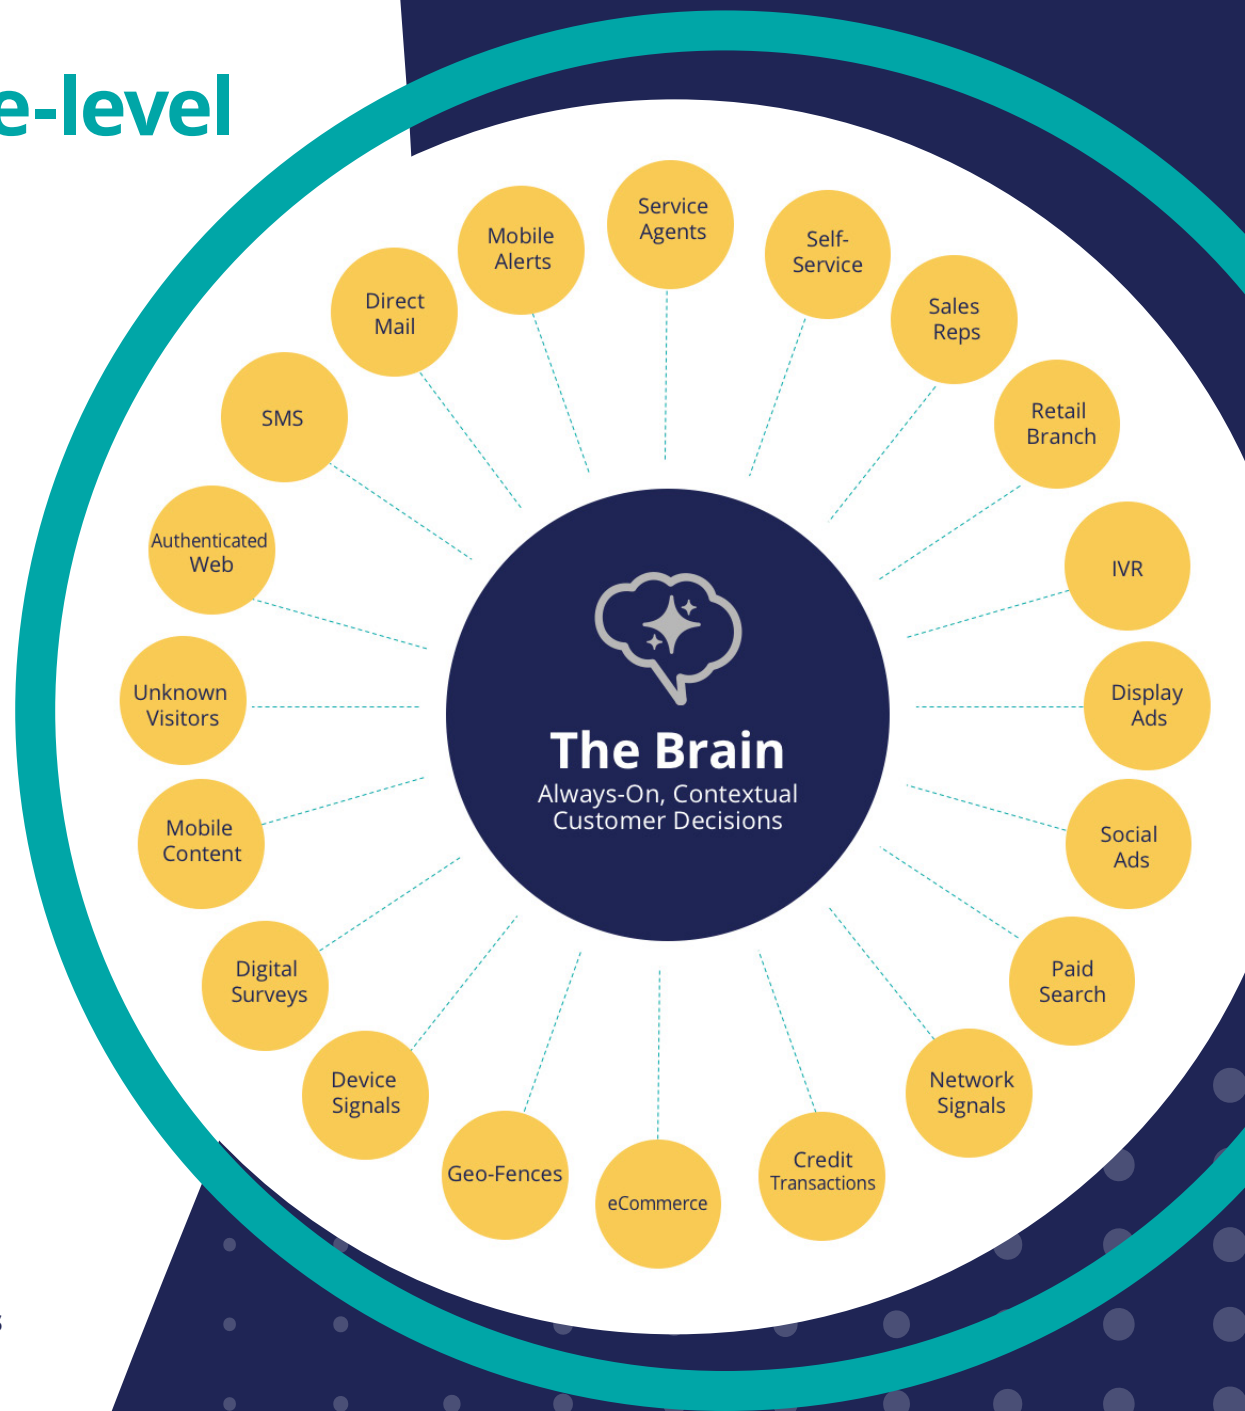 e-level
Service
Agents
Self-
Service
Sales
Reps
Retail
Branch
IVR
Display
Ads
Social
Ads
Paid
Search
Network
Signals
Credit
Transactions
eCommerce
Geo-Fences
Device
Signals
Digital
Surveys
Mobile
Content
Unknown
Visitors
Authenticated
Web
SMS
Direct
Mail
Mobile
Alerts
The Brain
Always-On, Contextual
Customer Decisions
s